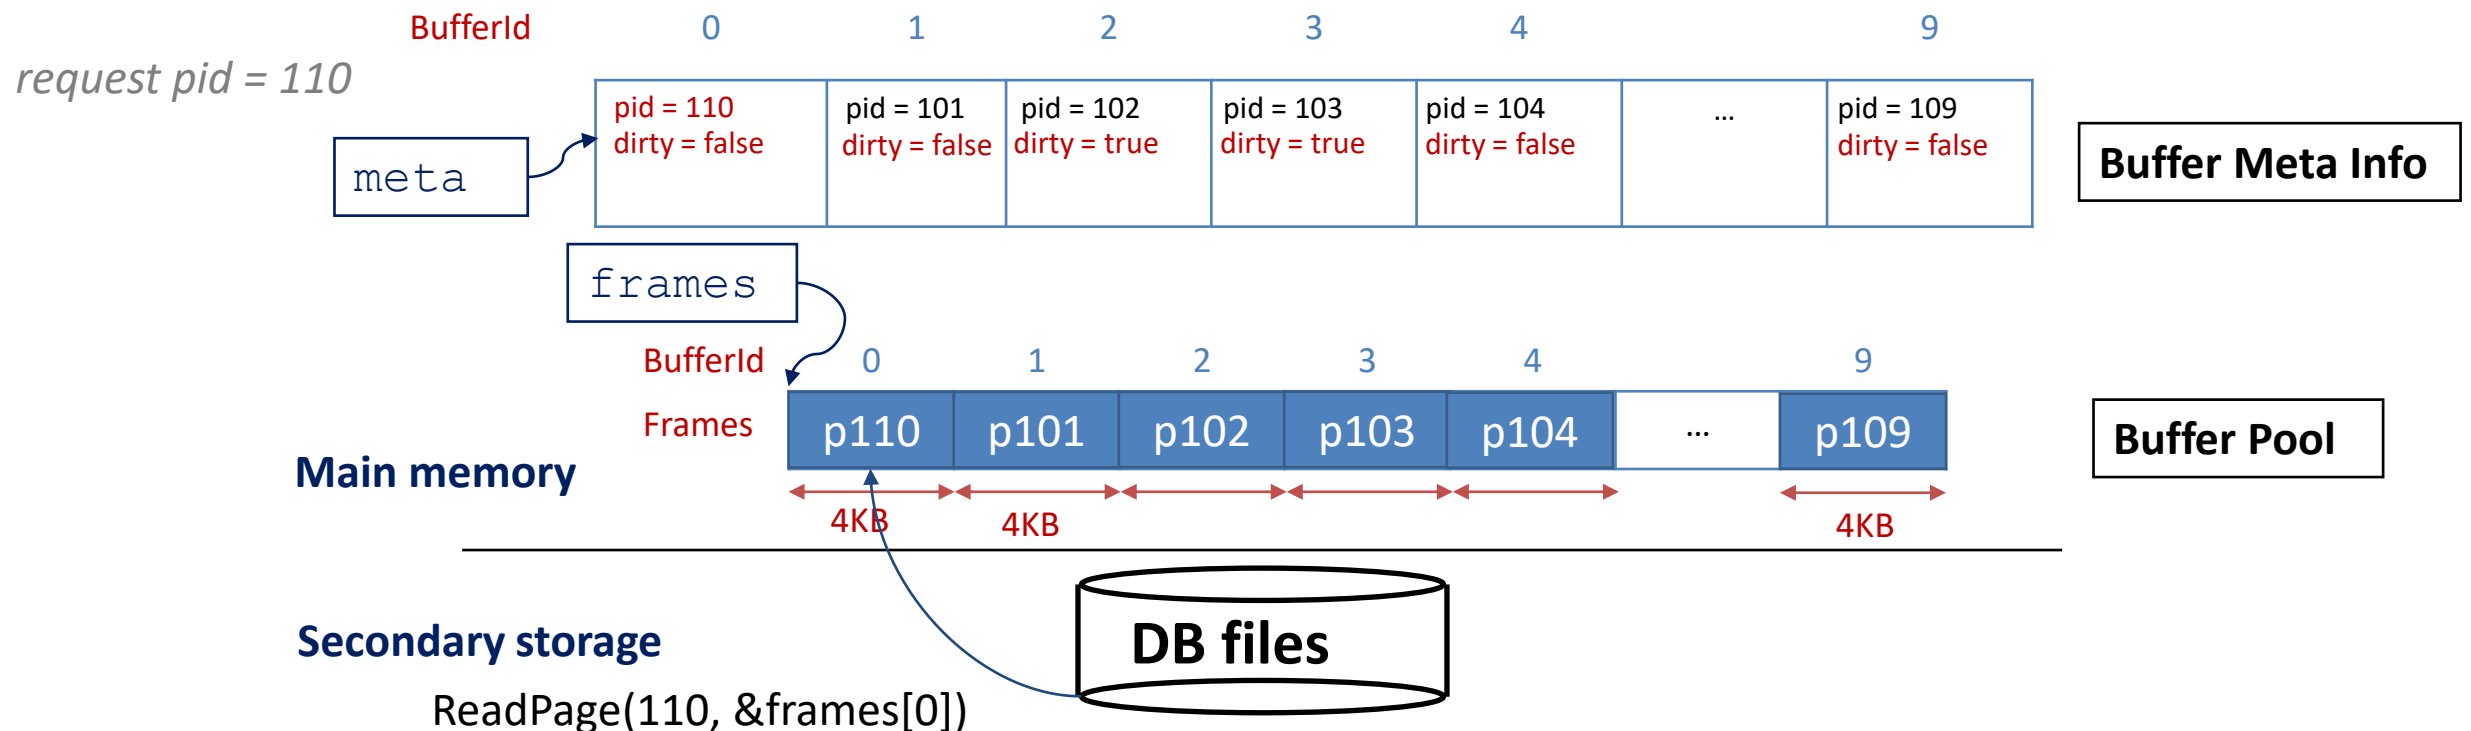 BufferId 0 1 2 3 4 9
request pid = 110
pid = 110 pid = 101 pid = 102 pid = 103 pid = 104 ... pid = 109
dirty = false dirty = false dirty = true dirty = true dirty = false dirty = false
meta
Buffer Meta Info
frames
BufferId 0 1 2 3 4 9
Frames p110 p101 p102 p103 p104 ... p109
Buffer Pool
Main memory
4KB 4KB 4KB
DB files
Secondary storage
ReadPage(110, &frames[0])